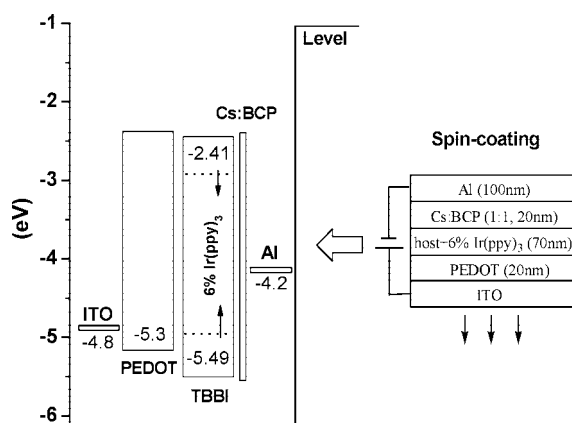 -1
-2
-3
-4
-5
-6
(eV)
Level
Cs:BCP
-2.41
6% Ir(ppy)3
Al
-4.2
ITO
-4.8
-5.3
PEDOT
-5.49
TBBI
Spin-coating
Al (100nm)
Cs:BCP (1:1, 20nm)
host+6% Ir(ppy)3 (70nm)
PEDOT (20nm)
ITO